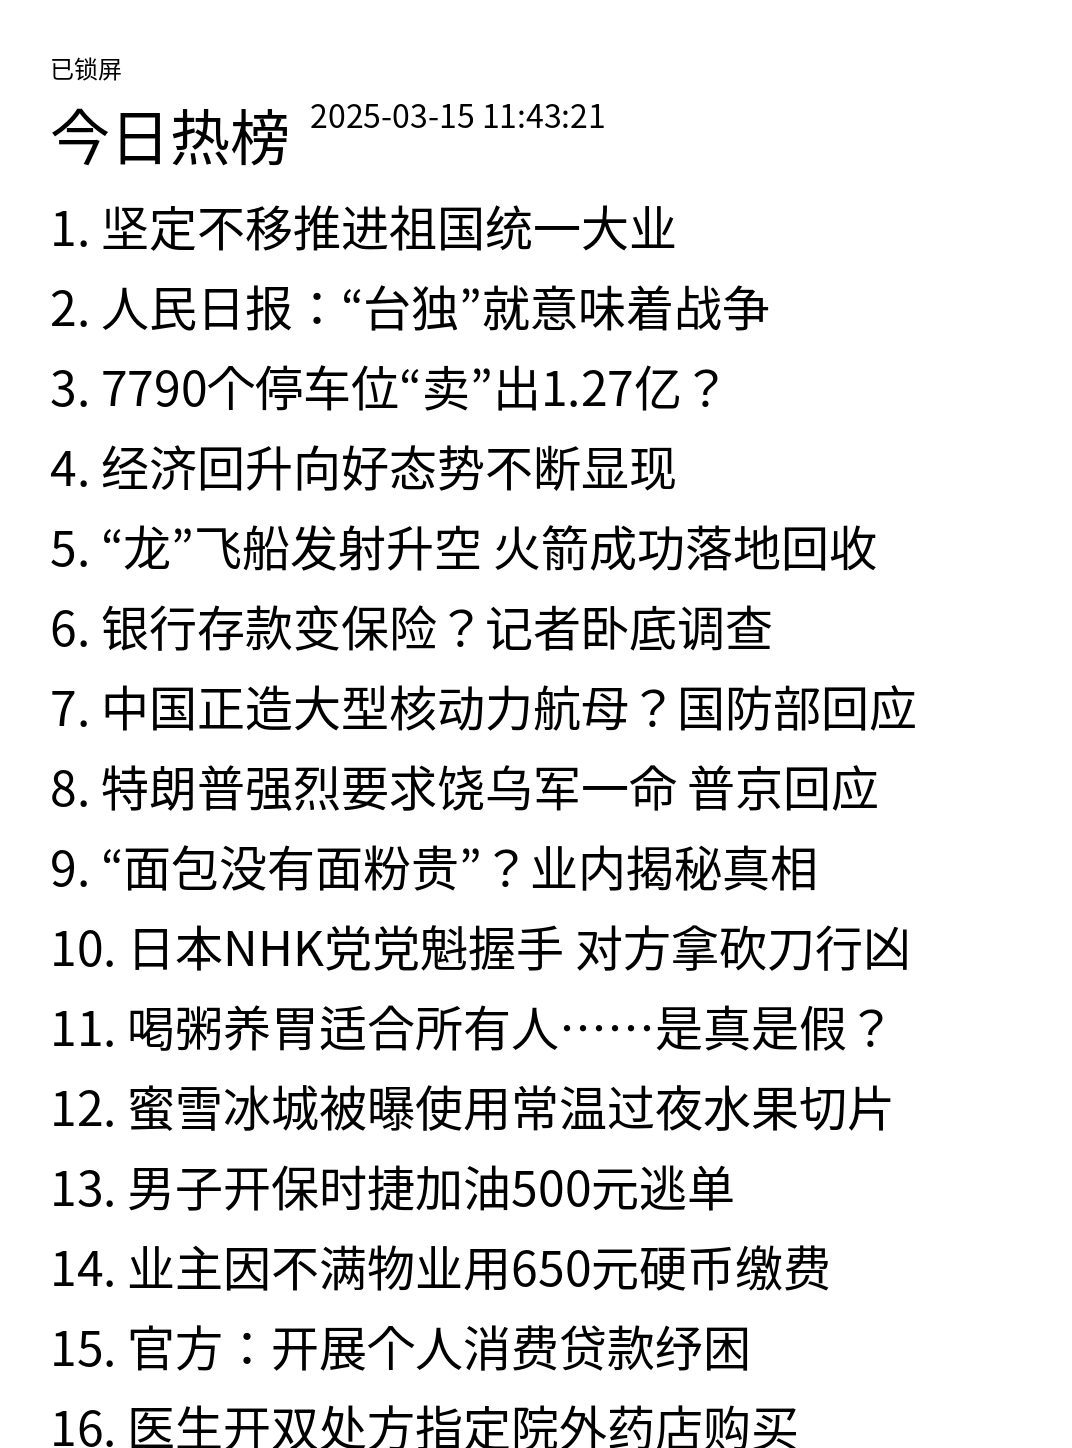 已锁屏
今日热榜 2025-03-15 11:43:21
1. 坚定不移推进祖国统一大业
2. 人民日报：“台独”就意味着战争
3. 7790个停车位“卖”出1.27亿？
4. 经济回升向好态势不断显现
5. “龙”飞船发射升空 火箭成功落地回收
6. 银行存款变保险？记者卧底调查
7. 中国正造大型核动力航母？国防部回应
8. 特朗普强烈要求饶乌军一命 普京回应
9. “面包没有面粉贵”？业内揭秘真相
10. 日本NHK党党魁握手 对方拿砍刀行凶
11. 喝粥养胃适合所有人……是真是假？
12. 蜜雪冰城被曝使用常温过夜水果切片
13. 男子开保时捷加油500元逃单
14. 业主因不满物业用650元硬币缴费
15. 官方：开展个人消费贷款纾困
16. 医生开双处方指定院外药店购买